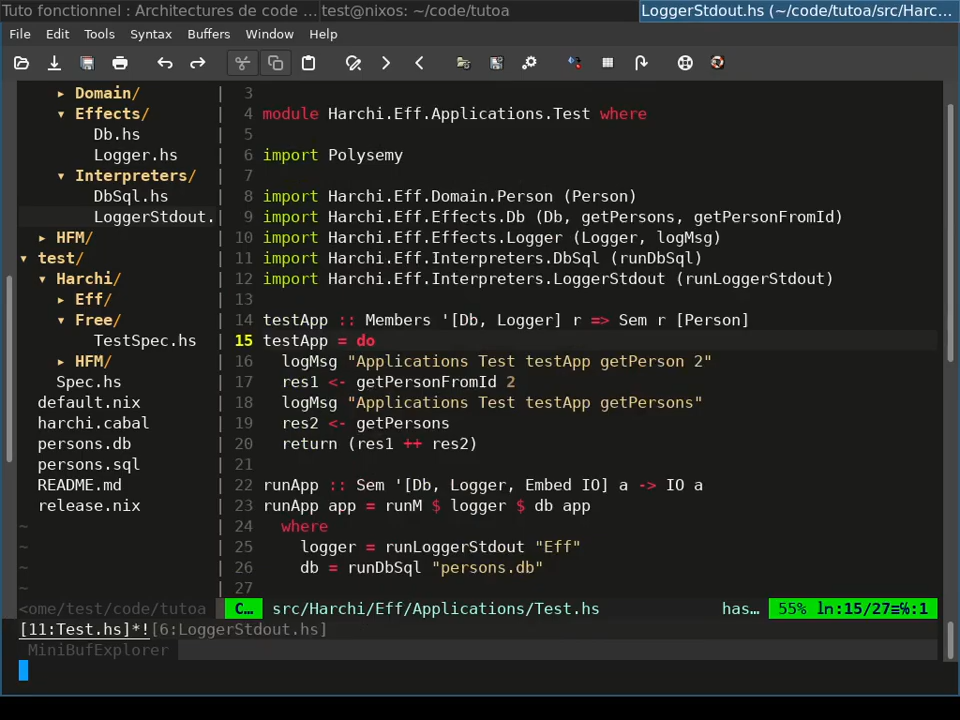 Tuto fonctionnel : Architectures de code ... test@nixos: ~/code/tutoa LoggerStdout.hs (~/code/tutoa/src/Harc...
File Edit Tools Syntax Buffers Window Help
▸ Domain/
▾ Effects/
Db.hs
Logger.hs
▾ Interpreters/
DbSql.hs
LoggerStdout.
▸ HFM/
▾ test/
▾ Harchi/
▸ Eff/
▾ Free/
TestSpec.hs
▸ HFM/
Spec.hs
default.nix
harchi.cabal
persons.db
persons.sql
README.md
release.nix
~
~
~
~
<ome/test/code/tutoa
3
4 module Harchi.Eff.Applications.Test where
5
6 import Polysemy
7
8 import Harchi.Eff.Domain.Person (Person)
9 import Harchi.Eff.Effects.Db (Db, getPersons, getPersonFromId)
10 import Harchi.Eff.Effects.Logger (Logger, logMsg)
11 import Harchi.Eff.Interpreters.DbSql (runDbSql)
12 import Harchi.Eff.Interpreters.LoggerStdout (runLoggerStdout)
13
14 testApp :: Members '[Db, Logger] r => Sem r [Person]
15 testApp = do
16 logMsg "Applications Test testApp getPerson 2"
17 res1 <- getPersonFromId 2
18 logMsg "Applications Test testApp getPersons"
19 res2 <- getPersons
20 return (res1 ++ res2)
21
22 runApp :: Sem '[Db, Logger, Embed IO] a -> IO a
23 runApp app = runM $ logger $ db app
24 where
25 logger = runLoggerStdout "Eff"
26 db = runDbSql "persons.db"
27
C… src/Harchi/Eff/Applications/Test.hs has… 55% ln:15/27≡℅:1
[11:Test.hs]*![6:LoggerStdout.hs]
MiniBufExplorer